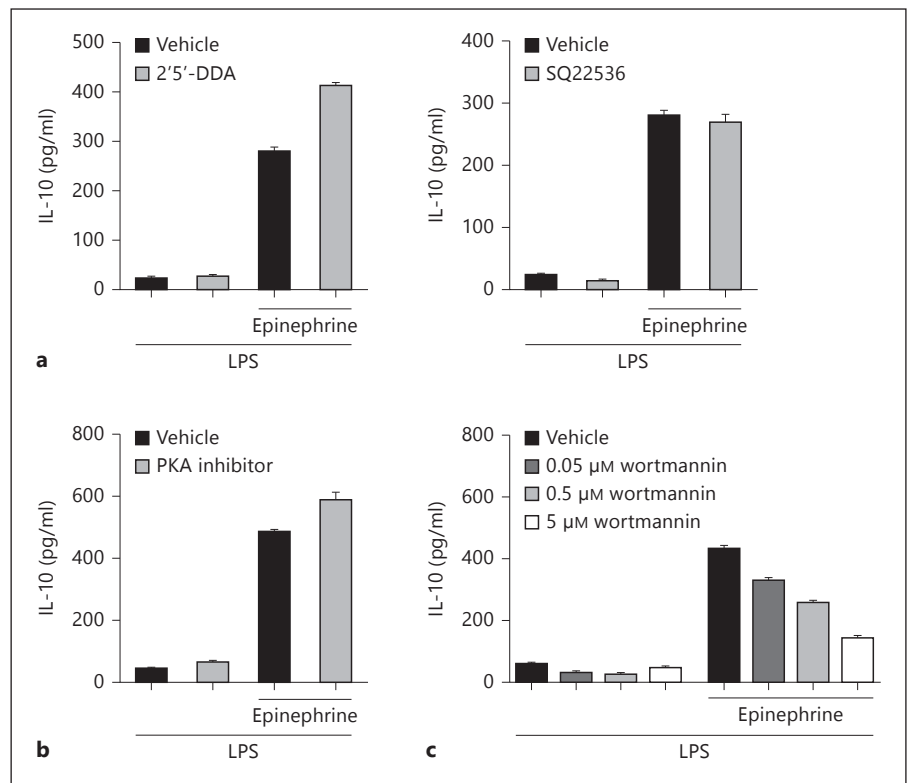 500
400
300
200
100
0
IL-10 (pg/ml)
Vehicle
2'5'-DDA
Epinephrine
LPS
a
400
300
200
100
0
IL-10 (pg/ml)
Vehicle
SQ22536
Epinephrine
LPS
800
600
400
200
0
IL-10 (pg/ml)
Vehicle
PKA inhibitor
Epinephrine
LPS
b
800
600
400
200
0
IL-10 (pg/ml)
Vehicle
0.05 μM wortmannin
0.5 μM wortmannin
5 μM wortmannin
Epinephrine
LPS
c